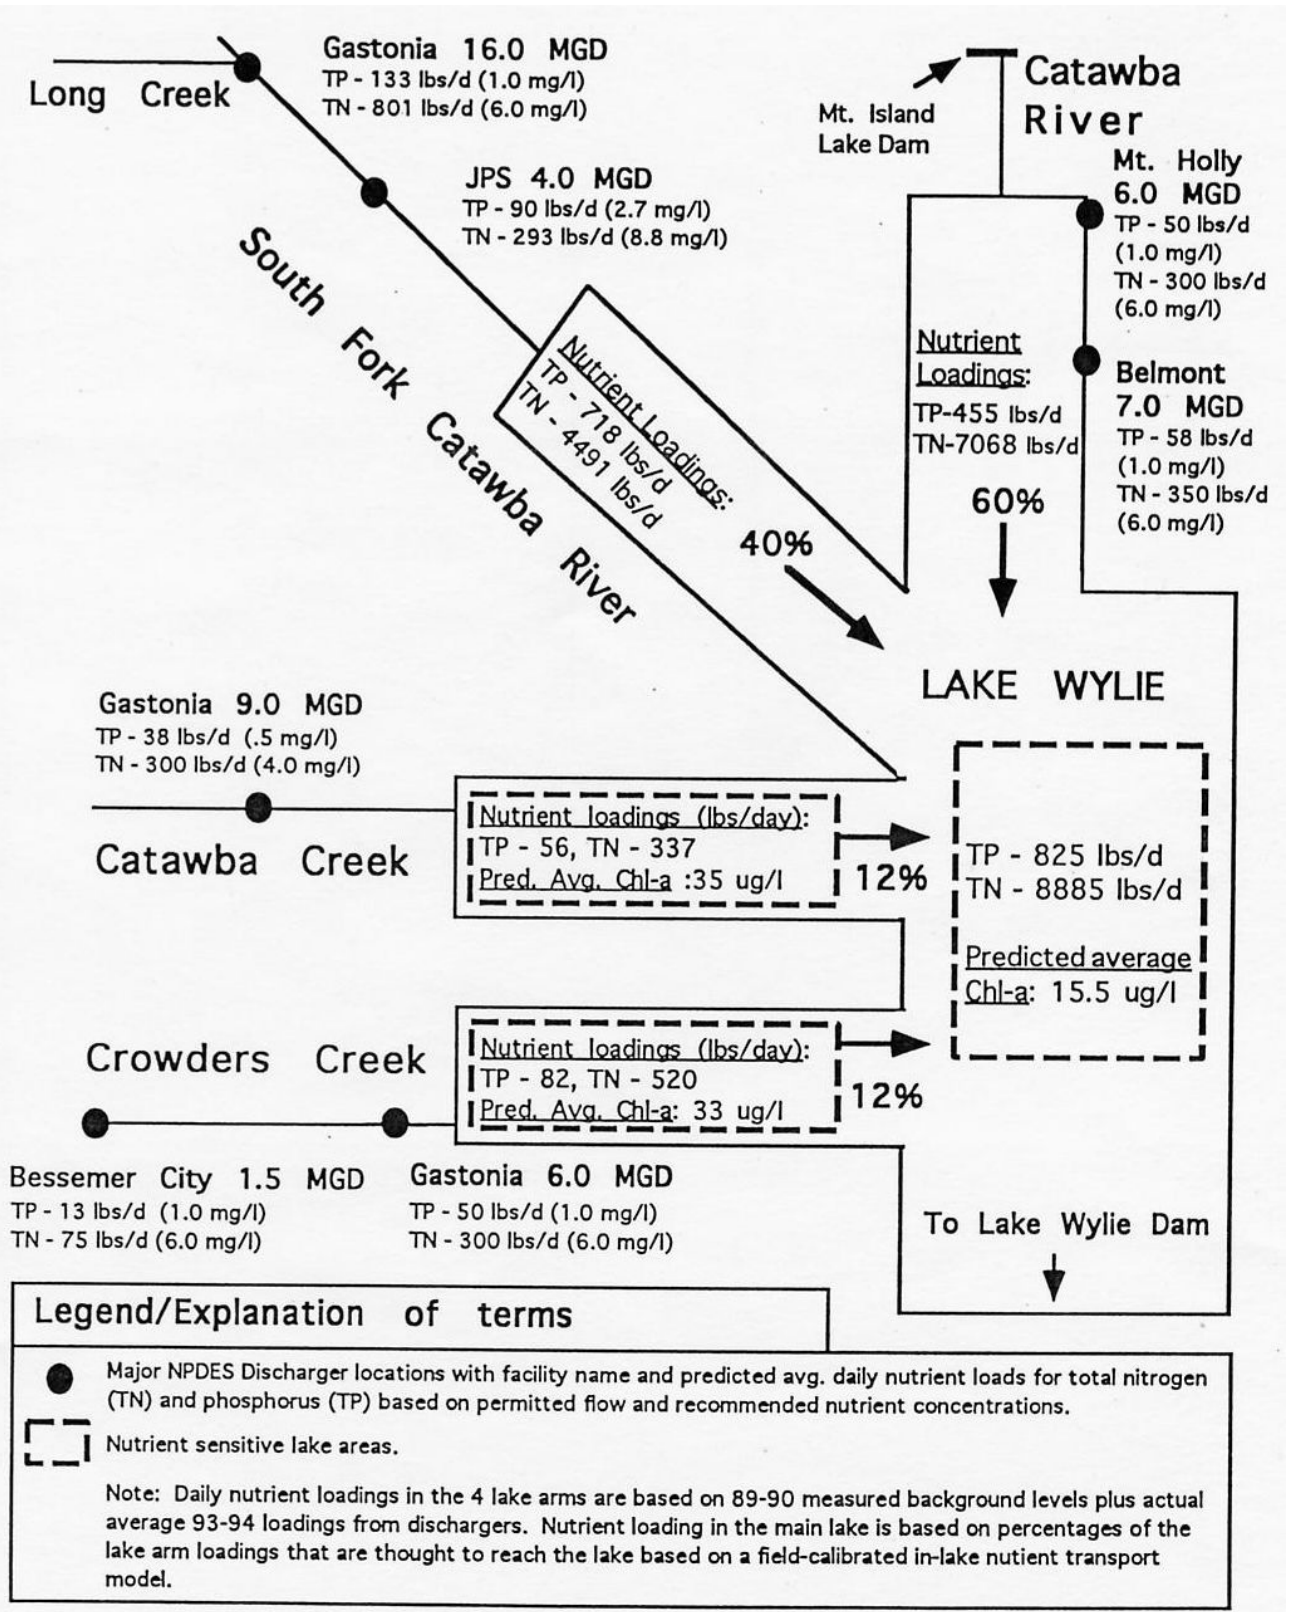 Gastonia 16.0 MGD
TP - 133 lbs/d (1.0 mg/l)
TN - 801 lbs/d (6.0 mg/l)
Long Creek
JPS 4.0 MGD
TP - 90 lbs/d (2.7 mg/l)
TN - 293 lbs/d (8.8 mg/l)
South Fork Catawba River
Nutrient Loadings:
TP - 718 lbs/d
TN - 4491 lbs/d
40%
Mt. Island
Lake Dam
Catawba
River
Mt. Holly
6.0 MGD
TP - 50 lbs/d
(1.0 mg/l)
TN - 300 lbs/d
(6.0 mg/l)
Nutrient
Loadings:
TP-455 lbs/d
TN-7068 lbs/d
60%
Belmont
7.0 MGD
TP - 58 lbs/d
(1.0 mg/l)
TN - 350 lbs/d
(6.0 mg/l)
LAKE WYLIE
Gastonia 9.0 MGD
TP - 38 lbs/d (.5 mg/l)
TN - 300 lbs/d (4.0 mg/l)
Catawba Creek
Nutrient loadings (lbs/day):
TP - 56, TN - 337
Pred. Avg. Chl-a :35 ug/l
12%
TP - 825 lbs/d
TN - 8885 lbs/d
Predicted average
Chl-a: 15.5 ug/l
Crowders Creek
Nutrient loadings (lbs/day):
TP - 82, TN - 520
Pred. Avg. Chl-a: 33 ug/l
12%
Bessemer City 1.5 MGD
TP - 13 lbs/d (1.0 mg/l)
TN - 75 lbs/d (6.0 mg/l)
Gastonia 6.0 MGD
TP - 50 lbs/d (1.0 mg/l)
TN - 300 lbs/d (6.0 mg/l)
To Lake Wylie Dam
Legend/Explanation of terms
Major NPDES Discharger locations with facility name and predicted avg. daily nutrient loads for total nitrogen
(TN) and phosphorus (TP) based on permitted flow and recommended nutrient concentrations.
Nutrient sensitive lake areas.
Note: Daily nutrient loadings in the 4 lake arms are based on 89-90 measured background levels plus actual
average 93-94 loadings from dischargers. Nutrient loading in the main lake is based on percentages of the
lake arm loadings that are thought to reach the lake based on a field-calibrated in-lake nutient transport
model.